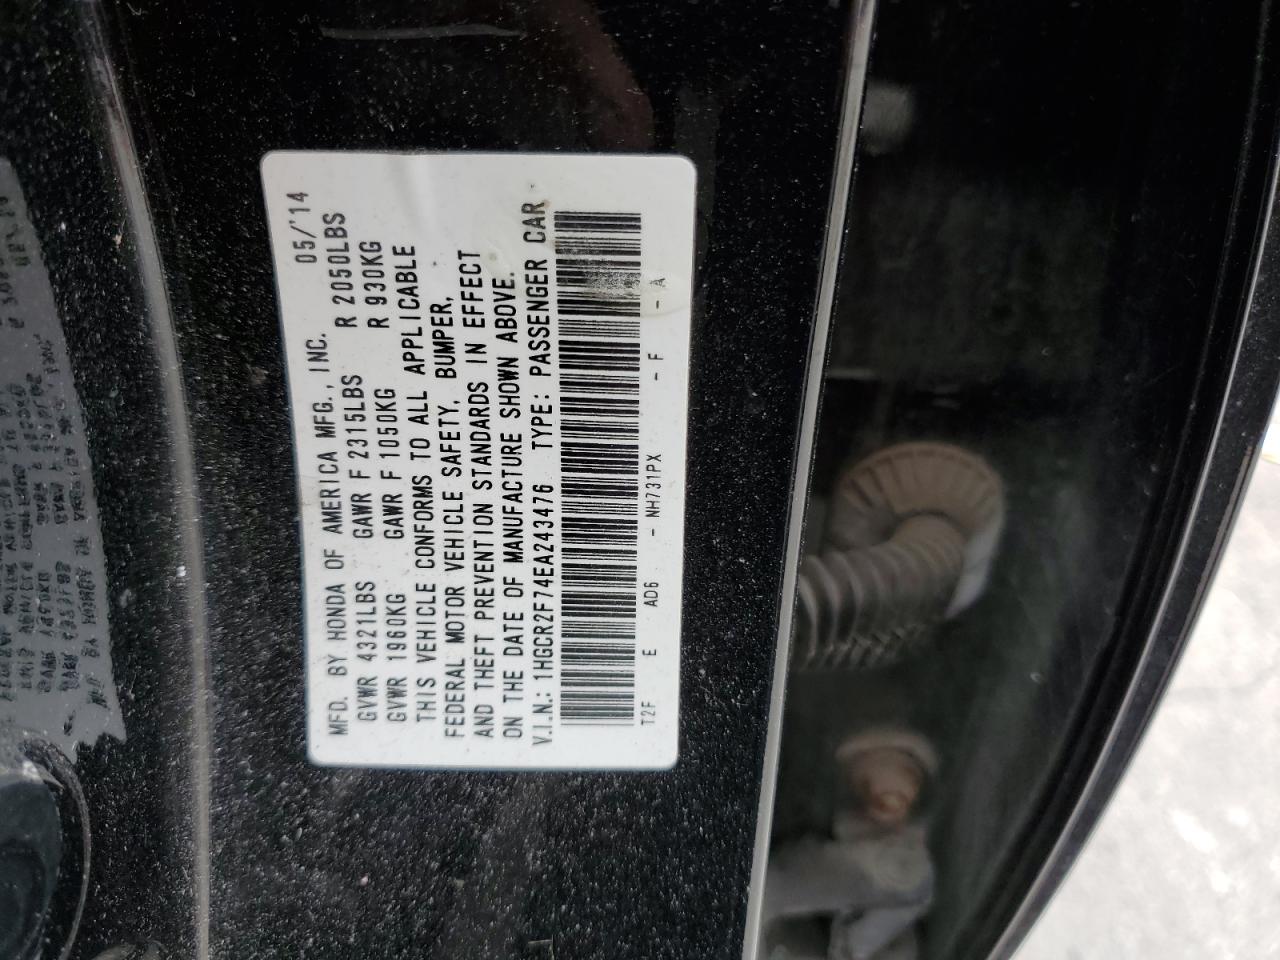 MFD. BY HONDA OF AMERICA MFG., INC. 05/'14
GVWR 4321LBS GAWR F 2315LBS R 2050LBS
GVWR 1960KG GAWR F 1050KG R 930KG
THIS VEHICLE CONFORMS TO ALL APPLICABLE
FEDERAL MOTOR VEHICLE SAFETY, BUMPER,
AND THEFT PREVENTION STANDARDS IN EFFECT
ON THE DATE OF MANUFACTURE SHOWN ABOVE.
V.I.N.: 1HGCR2F74EA243476 TYPE: PASSENGER CAR
T2F E AD6 - NH731PX - F - A